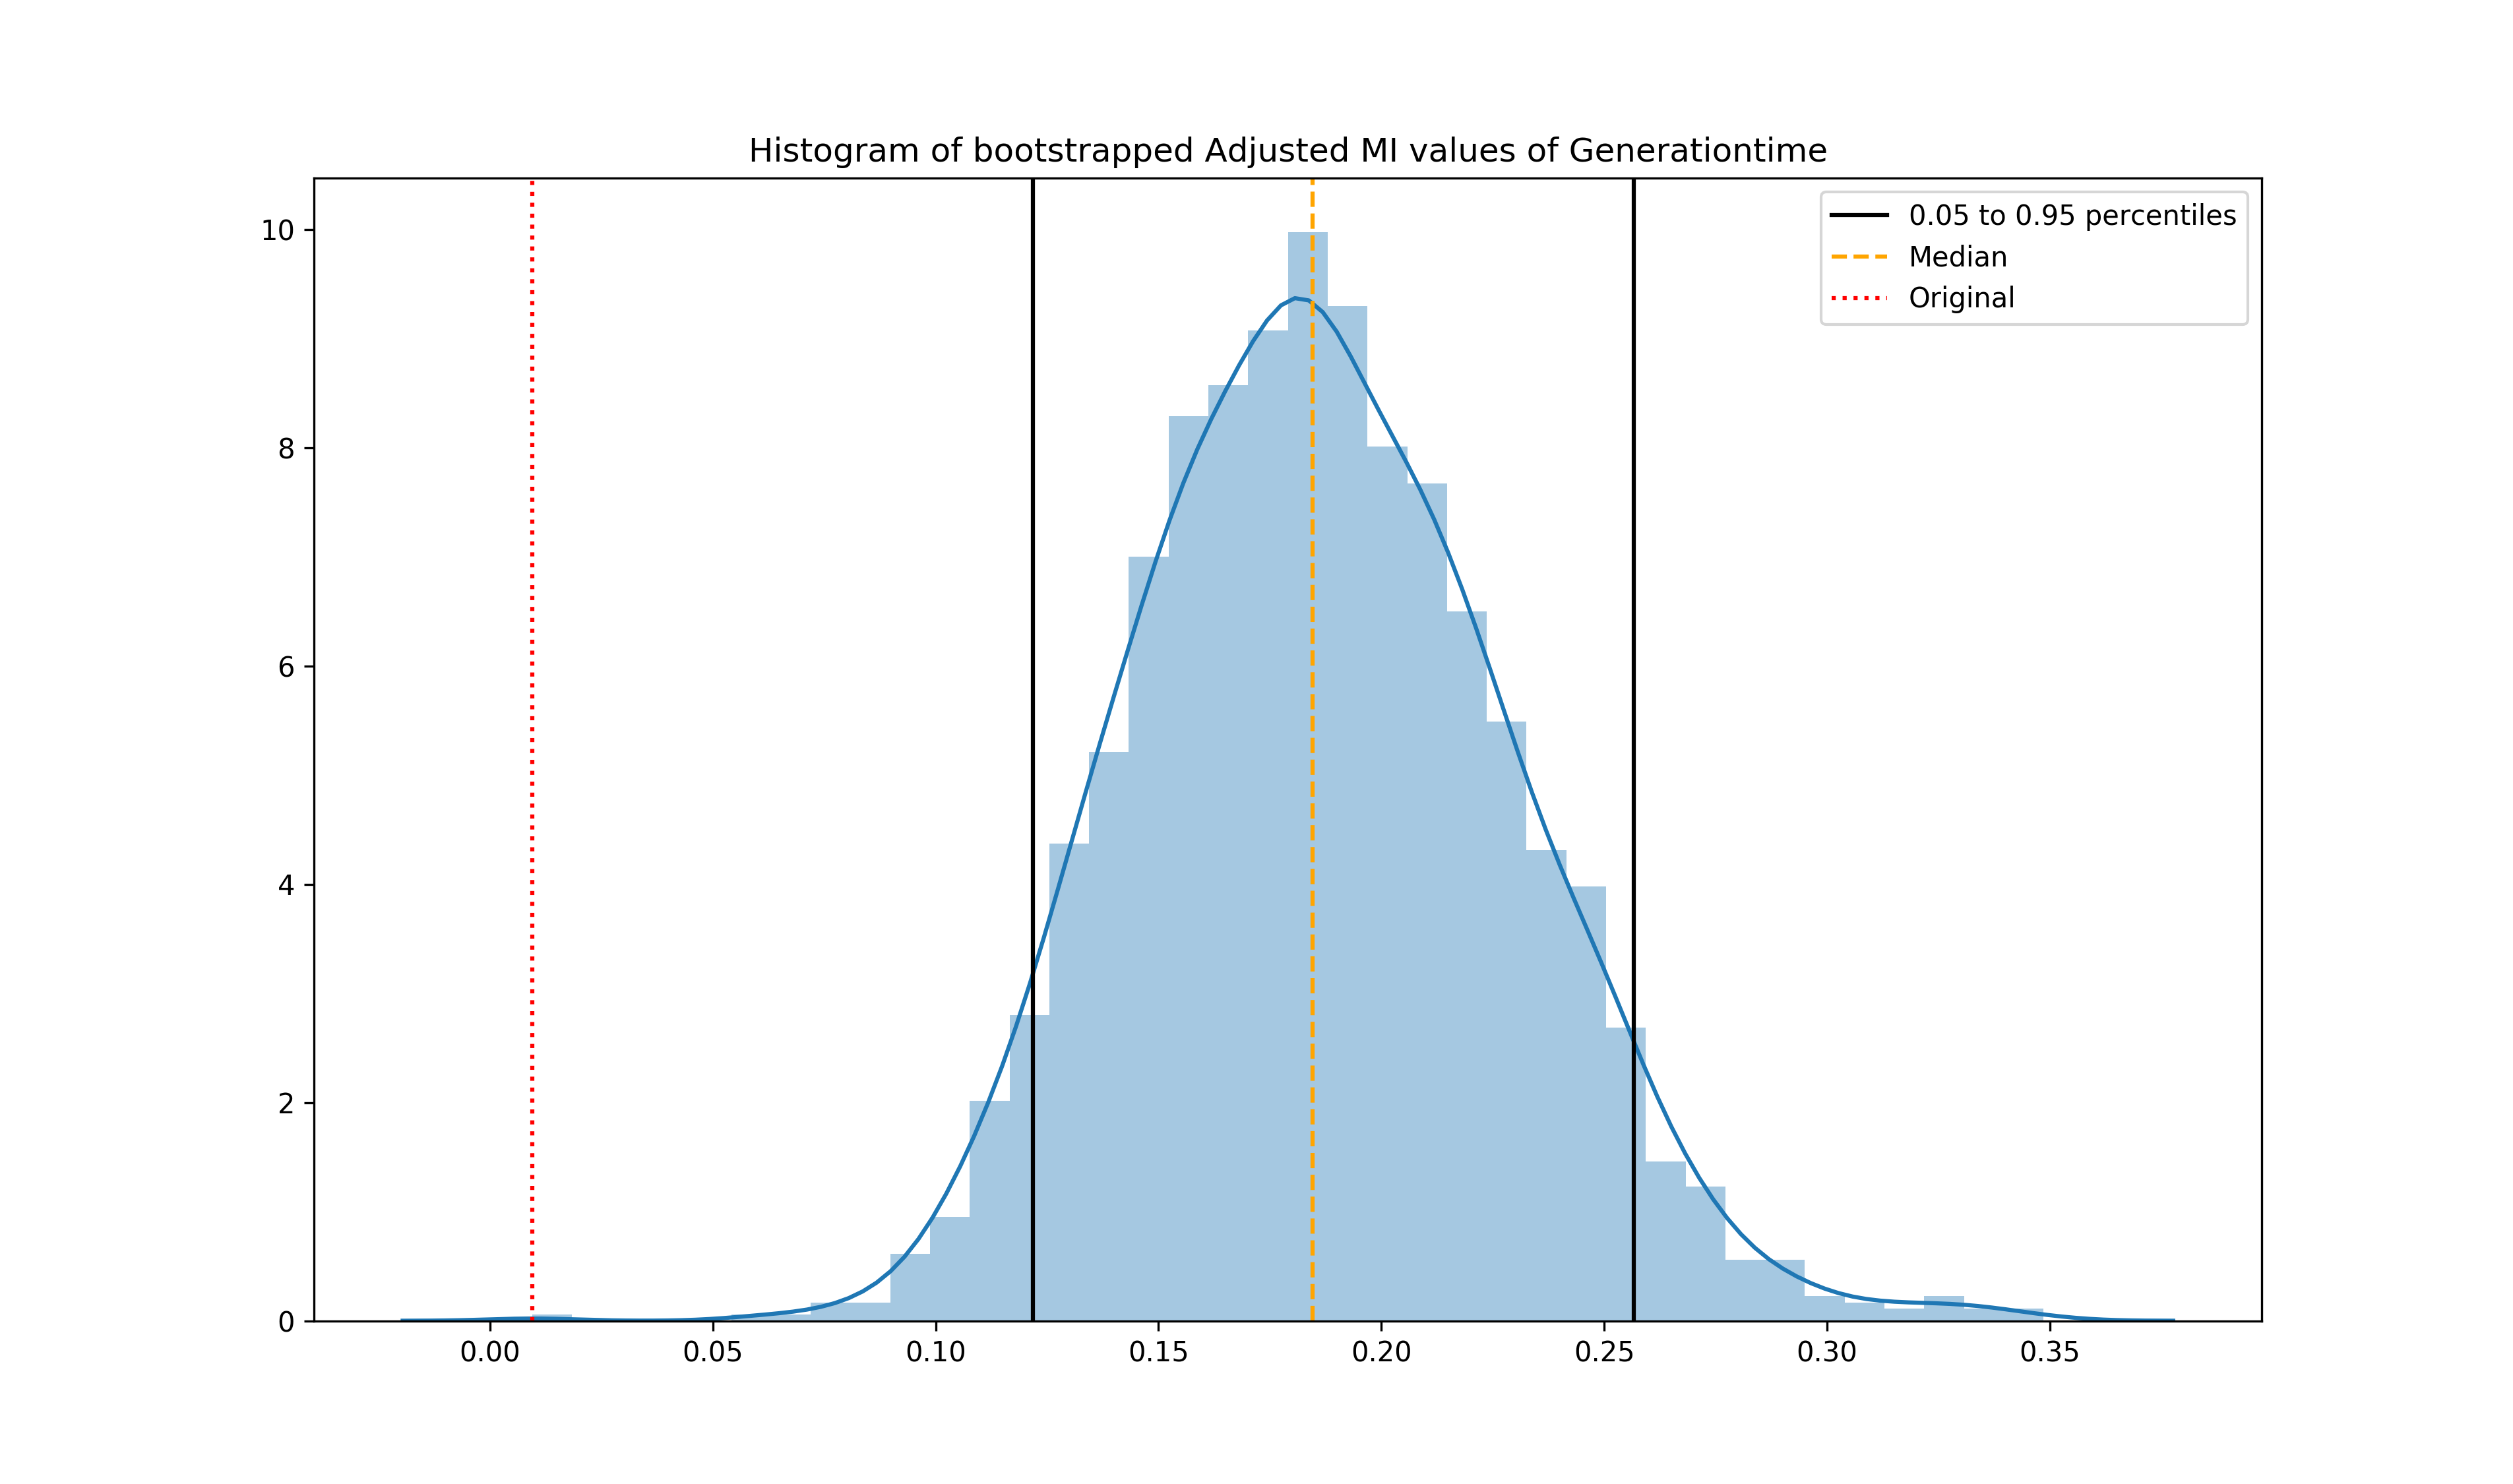 Histogram of bootstrapped Adjusted MI values of Generationtime
0.05 to 0.95 percentiles
Median
Original
10
8
6
4
2
0
0.00 0.05 0.10 0.15 0.20 0.25 0.30 0.35